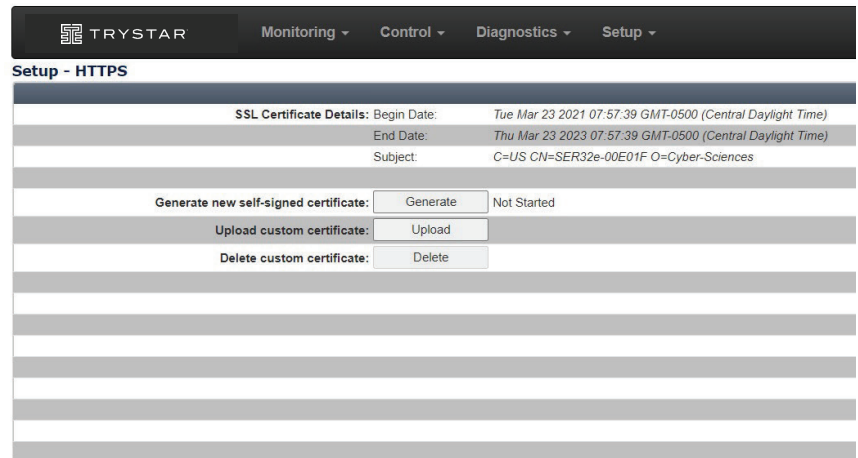 TRYSTAR Monitoring Control Diagnostics Setup
Setup - HTTPS
SSL Certificate Details: Begin Date: Tue Mar 23 2021 07:57:39 GMT-0500 (Central Daylight Time)
End Date: Thu Mar 23 2023 07:57:39 GMT-0500 (Central Daylight Time)
Subject: C=US CN=SER32e-00E01F O=Cyber-Sciences
Generate new self-signed certificate: Generate Not Started
Upload custom certificate: Upload
Delete custom certificate: Delete